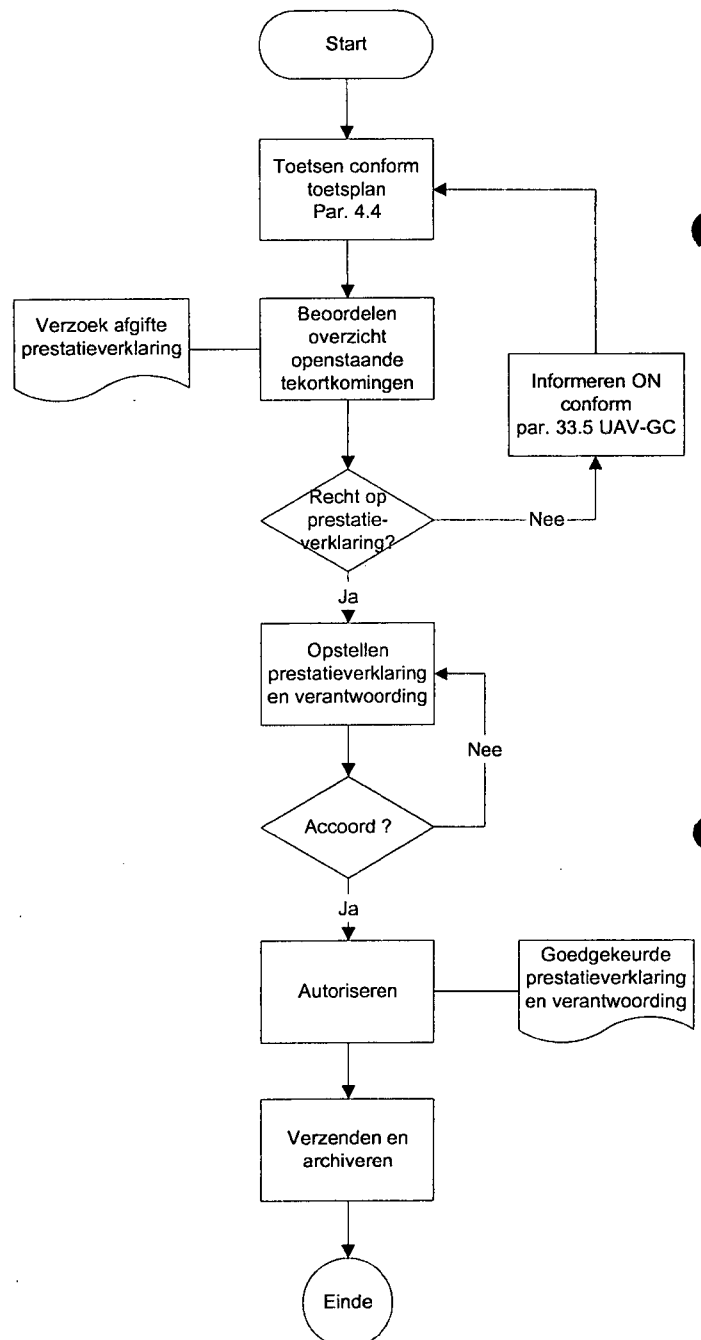 Start
Toetsen conform
toetsplan
Par. 4.4
Verzoek afgifte
prestatieverklaring
Beoordelen
overzicht
openstaande
tekortkomingen
Informeren ON
conform
par. 33.5 UAV-GC
Recht op
prestatie-
verklaring?
Nee
Ja
Opstellen
prestatieverklaring
en verantwoording
Nee
Accoord ?
Ja
Autoriseren
Goedgekeurde
prestatieverklaring
en verantwoording
Verzenden en
archiveren
Einde